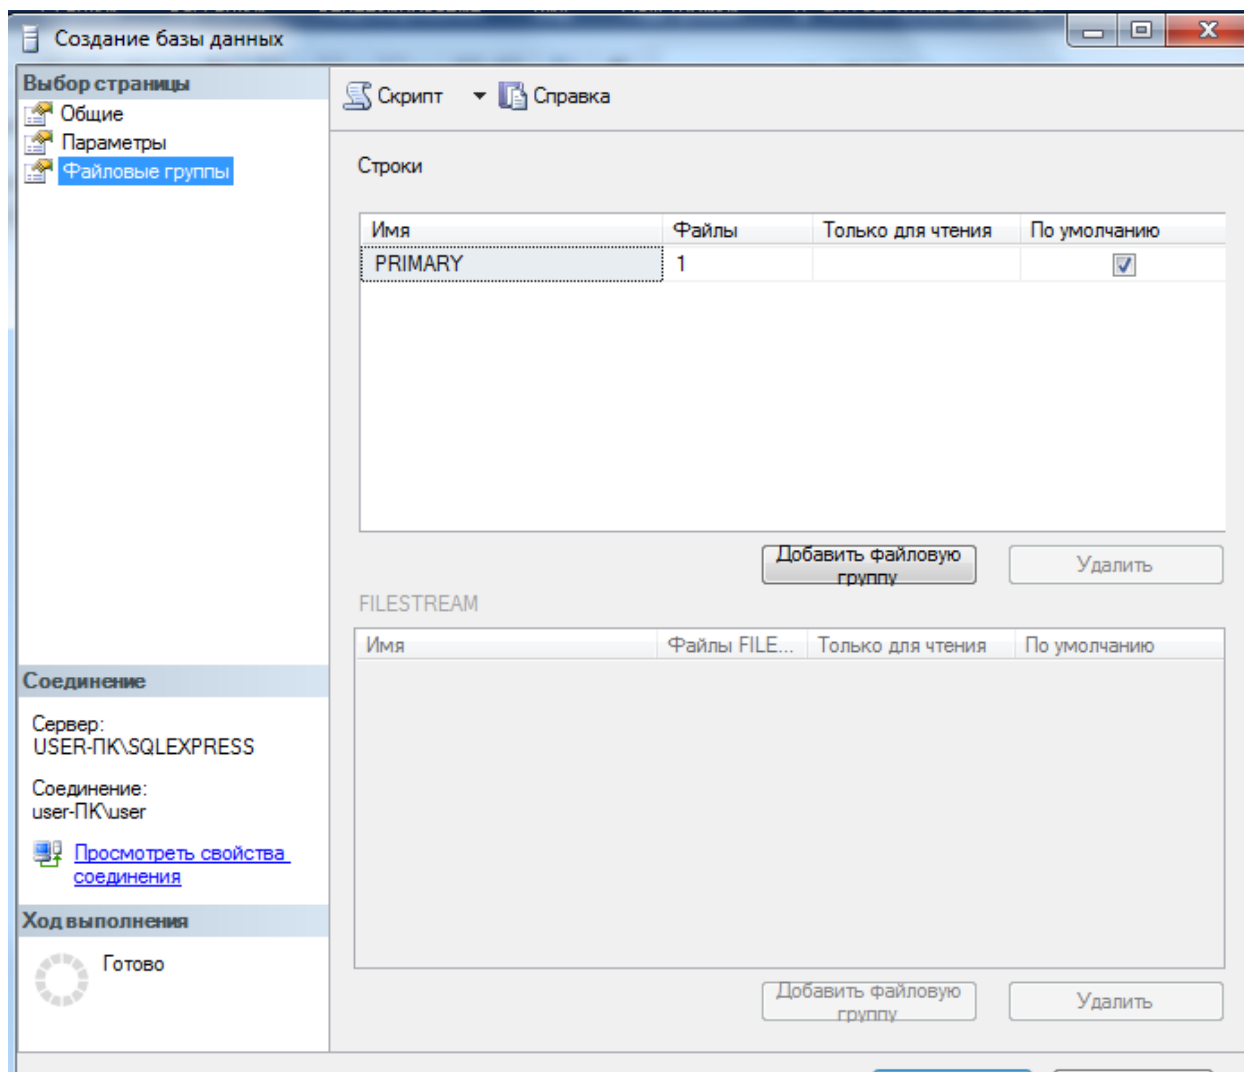 Создание базы данных
Выбор страницы
Общие
Параметры
Файловые группы
Скрипт
Справка
Строки
Имя Файлы Только для чтения По умолчанию
PRIMARY 1
Добавить файловую
группу
Удалить
FILESTREAM
Имя Файлы FILE... Только для чтения По умолчанию
Добавить файловую
группу
Удалить
Соединение
Сервер:
USER-ПК\SQLEXPRESS
Соединение:
user-ПК\user
Просмотреть свойства
соединения
Ход выполнения
Готово